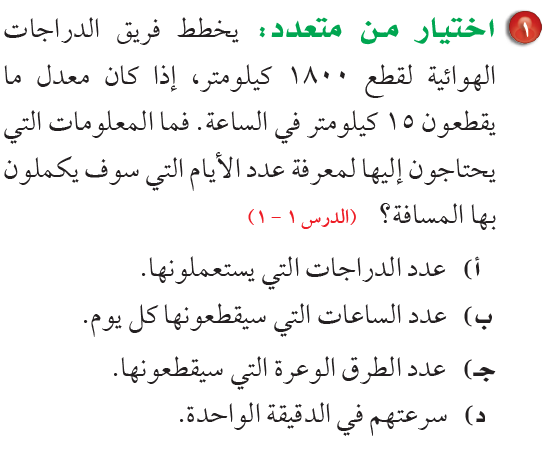 ١ اختيار من متعدد: يخطط فريق الدراجات
الهوائية لقطع ١٨٠٠ كيلومتر، إذا كان معدل ما
يقطعون ١٥ كيلومتر في الساعة. فما المعلومات التي
يحتاجون إليها لمعرفة عدد الأيام التي سوف يكملون
بها المسافة؟ (الدرس ١ – ١)
أ) عدد الدراجات التي يستعملونها.
ب) عدد الساعات التي سيقطعونها كل يوم.
جـ) عدد الطرق الوعرة التي سيقطعونها.
د) سرعتهم في الدقيقة الواحدة.